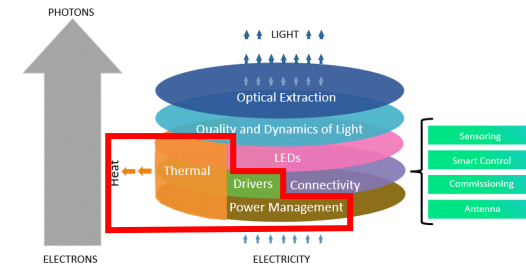 PHOTONS
LIGHT
Optical Extraction
Quality and Dynamics of Light
LEDs
Heat
Thermal
Drivers
Connectivity
Power Management
Sensoring
Smart Control
Commissioning
Antenna
ELECTRONS
ELECTRICITY